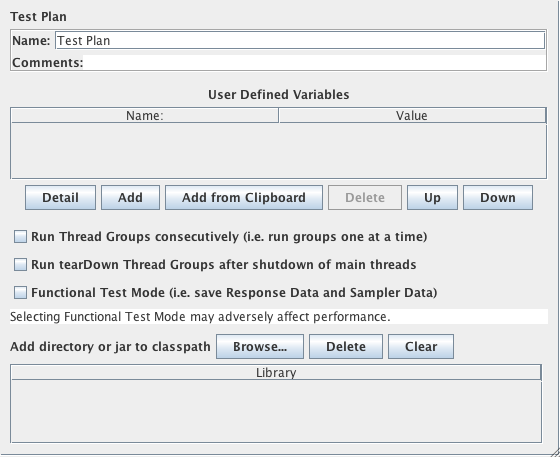 Test Plan
Name: Test Plan
Comments:
User Defined Variables
Name: Value
Detail Add Add from Clipboard Delete Up Down
Run Thread Groups consecutively (i.e. run groups one at a time)
Run tearDown Thread Groups after shutdown of main threads
Functional Test Mode (i.e. save Response Data and Sampler Data)
Selecting Functional Test Mode may adversely affect performance.
Add directory or jar to classpath Browse... Delete Clear
Library